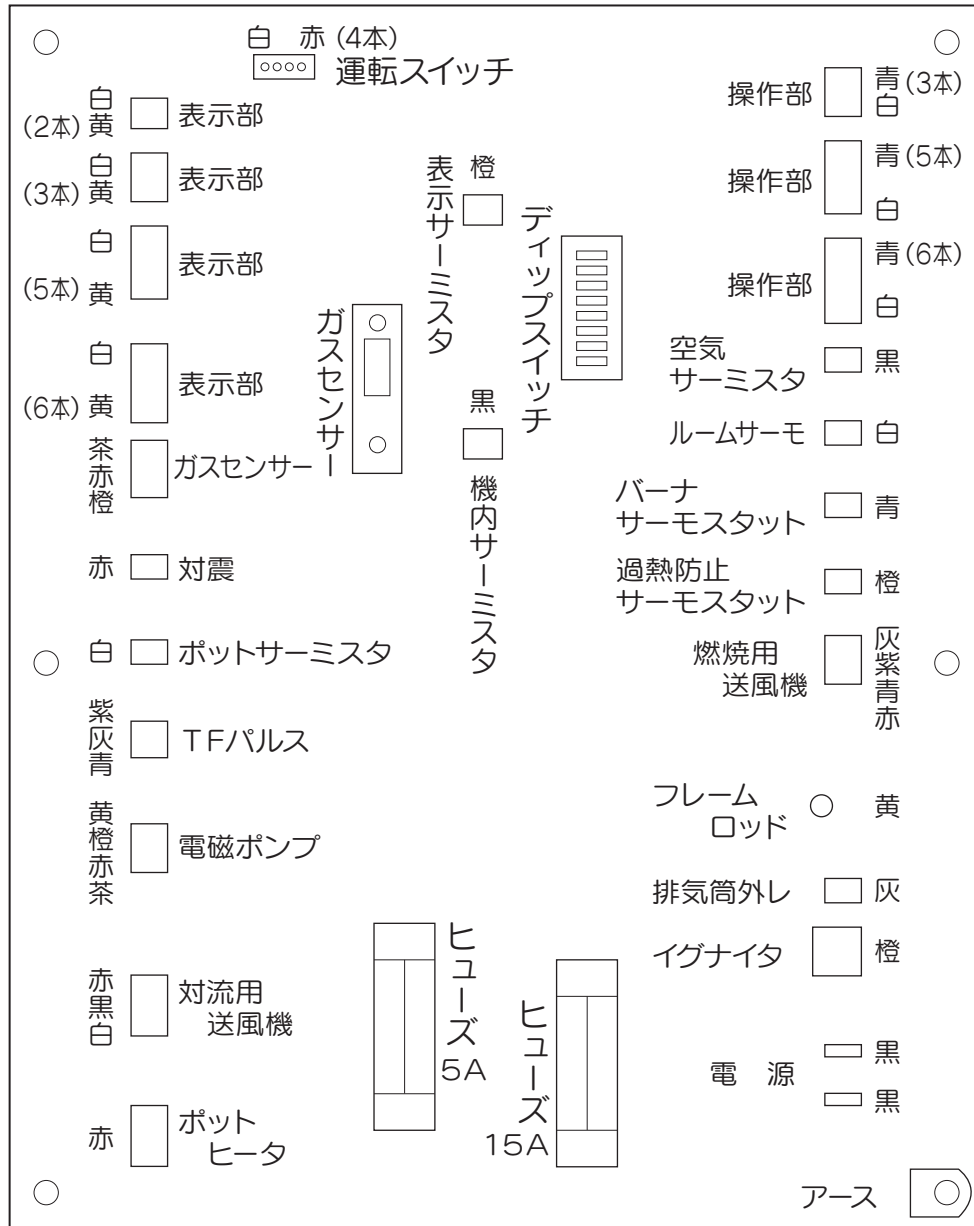 白　赤 (4本)
運転スイッチ
白
(2本) 黄
表示部
白
(3本) 黄
表示部
白
(5本) 黄
表示部
白
(6本) 黄
表示部
茶赤橙
ガスセンサー
赤
対震
白
ポットサーミスタ
紫灰青
TFパルス
黄橙赤茶
電磁ポンプ
赤黒白
対流用
送風機
赤
ポット
ヒータ
ガスセンサー
橙
表示サーミスタ
黒
機内サーミスタ
ディップスイッチ
ヒューズ
5A
ヒューズ
15A
操作部
青(3本)
白
操作部
青(5本)
白
操作部
青(6本)
白
空気
サーミスタ
黒
ルームサーモ
白
バーナ
サーモスタット
青
過熱防止
サーモスタット
橙
燃焼用
送風機
灰紫青赤
フレーム
ロッド
黄
排気筒外レ
灰
イグナイタ
橙
電　源
黒
黒
アース